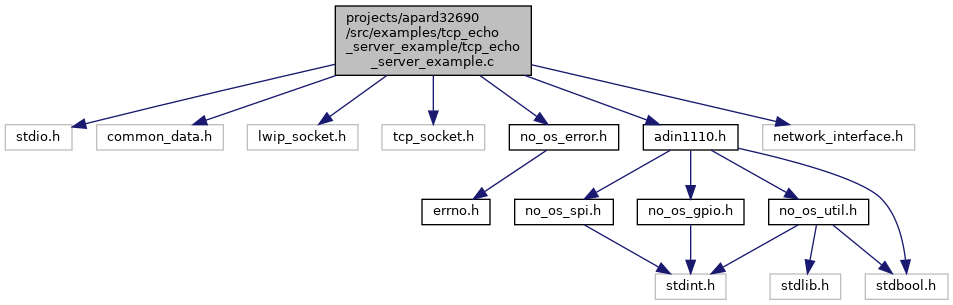 projects/apard32690
/src/examples/tcp_echo
_server_example/tcp_echo
_server_example.c
stdio.h
common_data.h
lwip_socket.h
tcp_socket.h
no_os_error.h
adin1110.h
network_interface.h
errno.h
no_os_spi.h
no_os_gpio.h
no_os_util.h
stdint.h
stdlib.h
stdbool.h